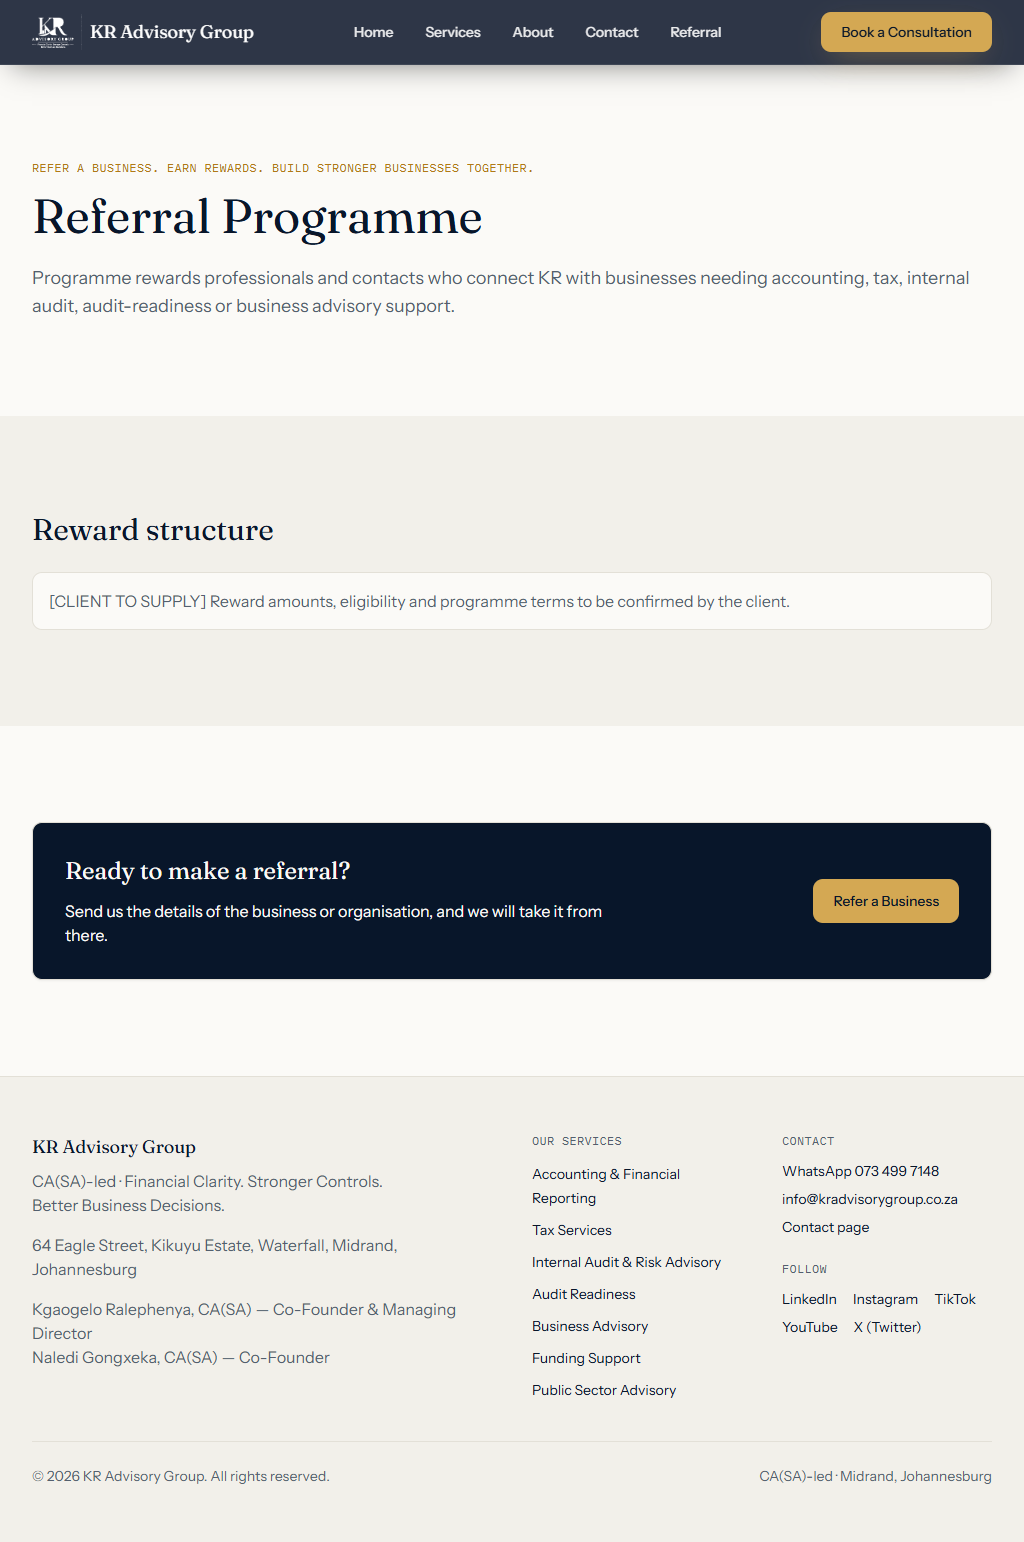 KR
ADVISORY GROUP
KR Advisory Group
Home
Services
About
Contact
Referral
Book a Consultation
REFER A BUSINESS. EARN REWARDS. BUILD STRONGER BUSINESSES TOGETHER.
Referral Programme
Programme rewards professionals and contacts who connect KR with businesses needing accounting, tax, internal
audit, audit-readiness or business advisory support.
Reward structure
[CLIENT TO SUPPLY] Reward amounts, eligibility and programme terms to be confirmed by the client.
Ready to make a referral?
Send us the details of the business or organisation, and we will take it from
there.
Refer a Business
KR Advisory Group
CA(SA)-led · Financial Clarity. Stronger Controls.
Better Business Decisions.
64 Eagle Street, Kikuyu Estate, Waterfall, Midrand,
Johannesburg
Kgaogelo Ralephenya, CA(SA) — Co-Founder & Managing
Director
Naledi Gongxeka, CA(SA) — Co-Founder
OUR SERVICES
Accounting & Financial
Reporting
Tax Services
Internal Audit & Risk Advisory
Audit Readiness
Business Advisory
Funding Support
Public Sector Advisory
CONTACT
WhatsApp 073 499 7148
info@kradvisorygroup.co.za
Contact page
FOLLOW
LinkedIn Instagram TikTok
YouTube X (Twitter)
© 2026 KR Advisory Group. All rights reserved.
CA(SA)-led · Midrand, Johannesburg